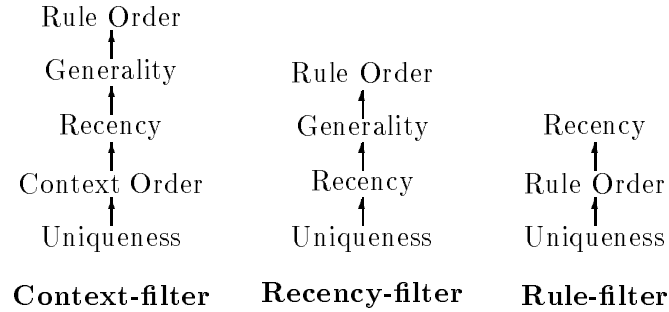 Rule Order
Generality
Recency
Context Order
Uniqueness
Context-filter
Rule Order
Generality
Recency
Uniqueness
Recency-filter
Recency
Rule Order
Uniqueness
Rule-filter